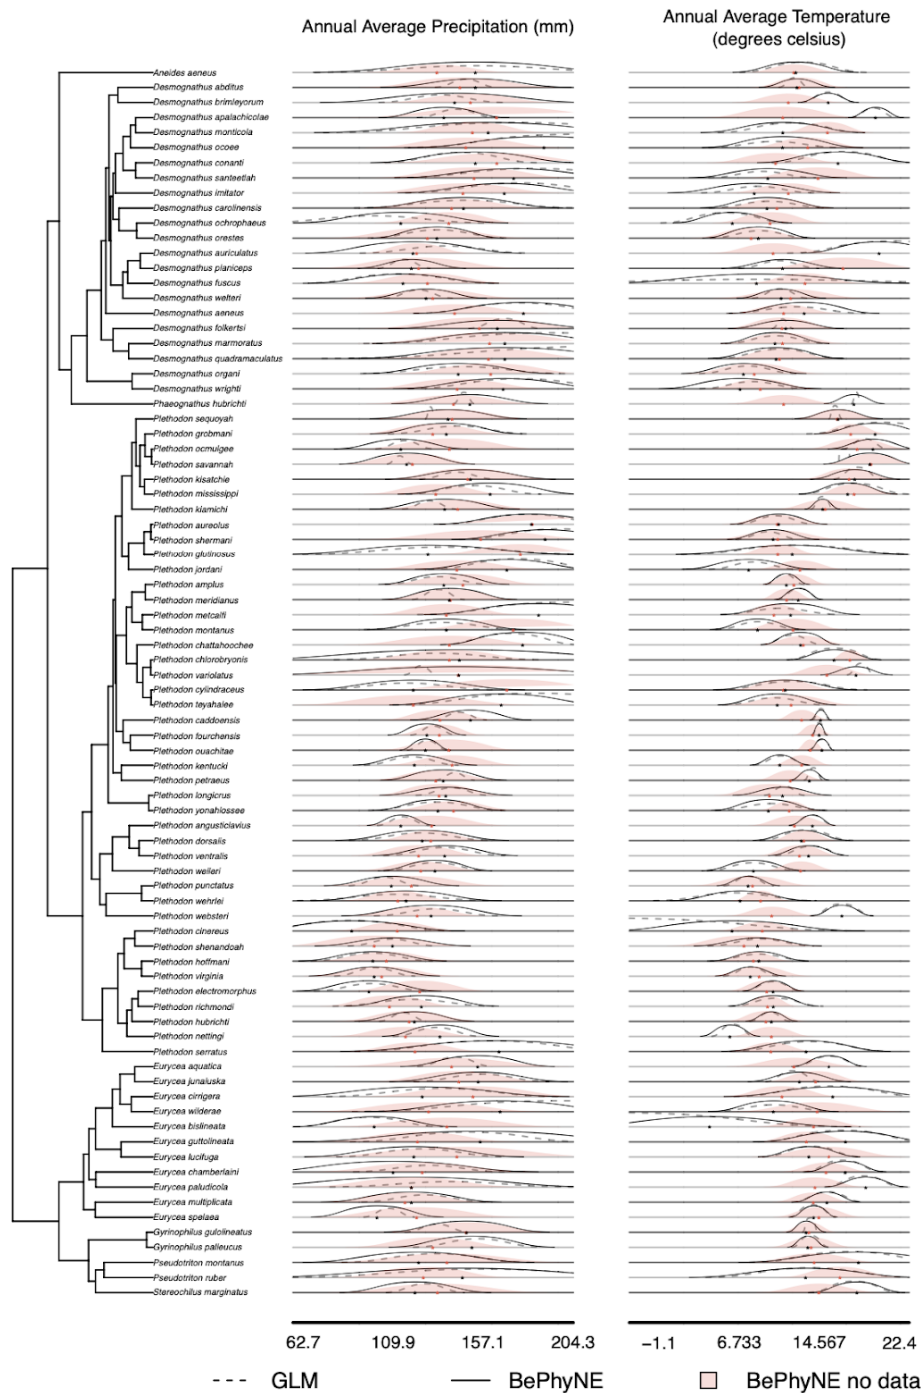 Annual Average Precipitation (mm)
Annual Average Temperature
(degrees celsius)
Aneides aeneus
Desmognathus abditus
Desmognathus brimleyorum
Desmognathus apalachicolae
Desmognathus monticola
Desmognathus ocoee
Desmognathus conanti
Desmognathus santeetlah
Desmognathus imitator
Desmognathus carolinensis
Desmognathus ochrophaeus
Desmognathus orestes
Desmognathus auriculatus
Desmognathus planiceps
Desmognathus fuscus
Desmognathus welteri
Desmognathus aeneus
Desmognathus folkertsi
Desmognathus marmoratus
Desmognathus quadramaculatus
Desmognathus organi
Desmognathus wrighti
Phaeognathus hubrichti
Plethodon sequoyah
Plethodon grobmani
Plethodon ocmulgee
Plethodon savannah
Plethodon kisatchie
Plethodon mississippi
Plethodon kiamichi
Plethodon aureolus
Plethodon shermani
Plethodon glutinosus
Plethodon jordani
Plethodon amplus
Plethodon meridianus
Plethodon metcalfi
Plethodon montanus
Plethodon chattahoochee
Plethodon chlorobryonis
Plethodon variolatus
Plethodon cylindraceus
Plethodon teyahalee
Plethodon caddoensis
Plethodon fourchensis
Plethodon ouachitae
Plethodon kentucki
Plethodon petraeus
Plethodon longicrus
Plethodon yonahlossee
Plethodon angusticlavius
Plethodon dorsalis
Plethodon ventralis
Plethodon welleri
Plethodon punctatus
Plethodon wehrlei
Plethodon websteri
Plethodon cinereus
Plethodon shenandoah
Plethodon hoffmani
Plethodon virginia
Plethodon electromorphus
Plethodon richmondi
Plethodon hubrichti
Plethodon nettingi
Plethodon serratus
Eurycea aquatica
Eurycea junaluska
Eurycea cirrigera
Eurycea wilderae
Eurycea bislineata
Eurycea guttolineata
Eurycea lucifuga
Eurycea chamberlaini
Eurycea paludicola
Eurycea multiplicata
Eurycea spelaea
Gyrinophilus gulolineatus
Gyrinophilus palleucus
Pseudotriton montanus
Pseudotriton ruber
Stereochilus marginatus
62.7 109.9 157.1 204.3 −1.1 6.733 14.567 22.4
GLM BePhyNE BePhyNE no data